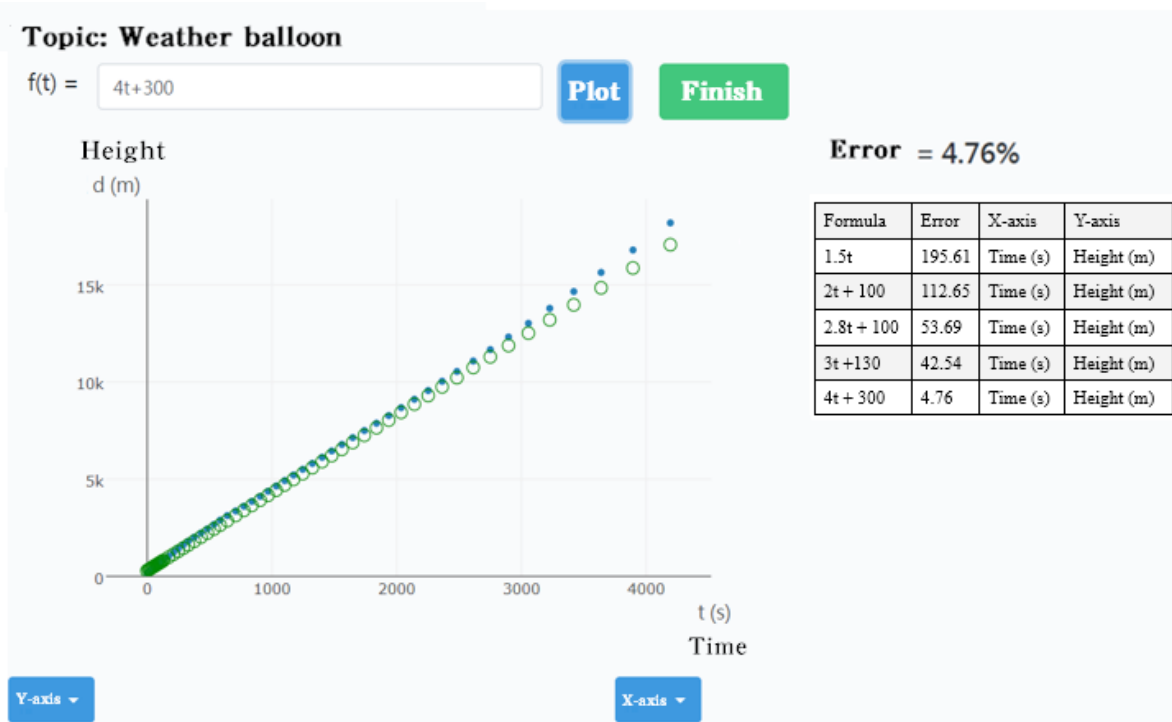 Topic: Weather balloon
f(t) = 4t+300 Plot Finish
Height
d (m)
15k
10k
5k
0
0 1000 2000 3000 4000
t (s)
Time
Y-axis X-axis
Error = 4.76%
Formula Error X-axis Y-axis
1.5t 195.61 Time (s) Height (m)
2t + 100 112.65 Time (s) Height (m)
2.8t + 100 53.69 Time (s) Height (m)
3t +130 42.54 Time (s) Height (m)
4t + 300 4.76 Time (s) Height (m)